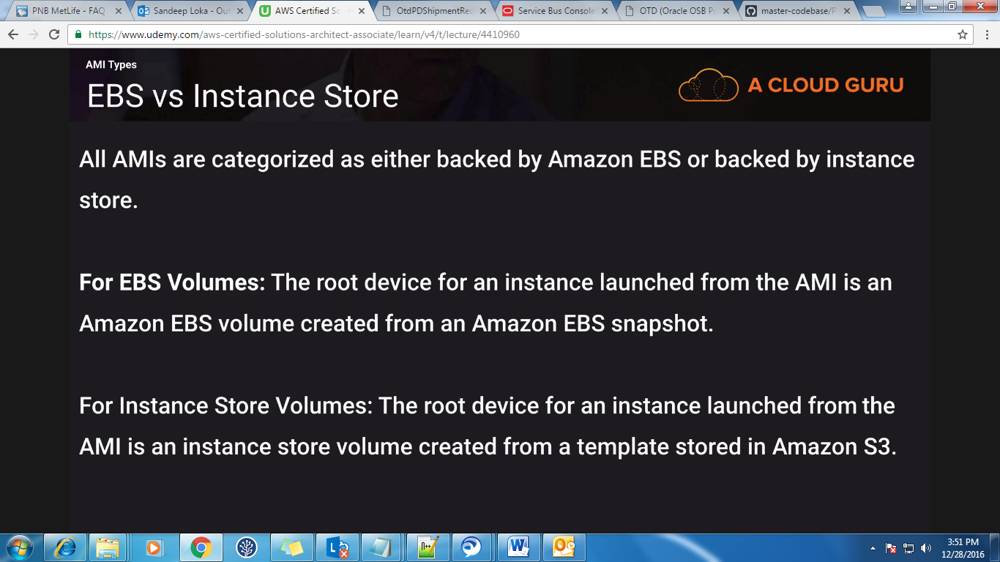 PNB MetLife - FAQ
Sandeep Loka - Out
AWS Certified So
OtdPDShipmentReq
Service Bus Console
OTD (Oracle OSB Pr
master-codebase/P
https://www.udemy.com/aws-certified-solutions-architect-associate/learn/v4/t/lecture/4410960
AMI Types
EBS vs Instance Store
A CLOUD GURU
All AMIs are categorized as either backed by Amazon EBS or backed by instance
store.
For EBS Volumes: The root device for an instance launched from the AMI is an
Amazon EBS volume created from an Amazon EBS snapshot.
For Instance Store Volumes: The root device for an instance launched from the
AMI is an instance store volume created from a template stored in Amazon S3.
3:51 PM
12/28/2016